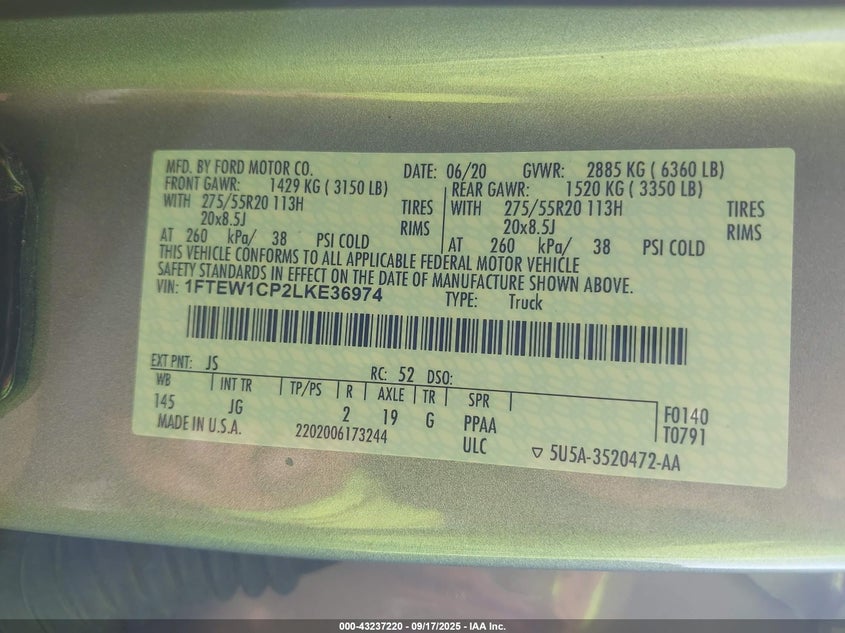 MFD. BY FORD MOTOR CO. DATE: 06/20 GVWR: 2885 KG ( 6360 LB)
FRONT GAWR: 1429 KG ( 3150 LB) REAR GAWR: 1520 KG ( 3350 LB)
WITH 275/55R20 113H TIRES WITH 275/55R20 113H TIRES
20x8.5J RIMS 20x8.5J RIMS
AT 260 kPa/ 38 PSI COLD AT 260 kPa/ 38 PSI COLD
THIS VEHICLE CONFORMS TO ALL APPLICABLE FEDERAL MOTOR VEHICLE
SAFETY STANDARDS IN EFFECT ON THE DATE OF MANUFACTURE SHOWN ABOVE.
VIN: 1FTEW1CP2LKE36974 TYPE: Truck
EXT PNT: JS RC: 52 DSO:
WB INT TR TP/PS R AXLE TR SPR
145 JG 2 19 G PPAA F0140
MADE IN U.S.A. 2202006173244 ULC T0791
5U5A-3520472-AA
000-43237220 - 09/17/2025 - IAA Inc.